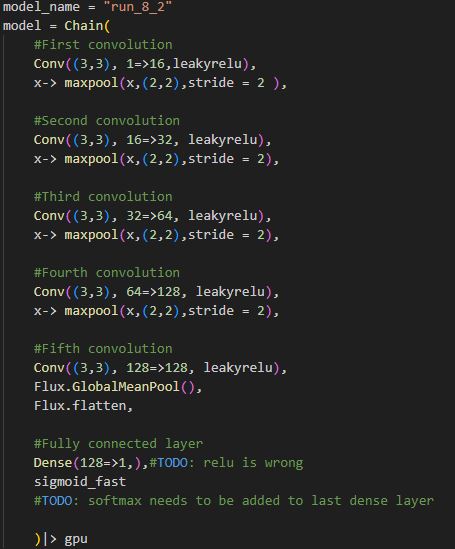 model_name = "run_8_2"
model = Chain(
#First convolution
Conv((3,3), 1=>16,leakyrelu),
x-> maxpool(x,(2,2),stride = 2 ),
#Second convolution
Conv((3,3), 16=>32, leakyrelu),
x-> maxpool(x,(2,2),stride = 2),
#Third convolution
Conv((3,3), 32=>64, leakyrelu),
x-> maxpool(x,(2,2),stride = 2),
#Fourth convolution
Conv((3,3), 64=>128, leakyrelu),
x-> maxpool(x,(2,2),stride = 2),
#Fifth convolution
Conv((3,3), 128=>128, leakyrelu),
Flux.GlobalMeanPool(),
Flux.flatten,
#Fully connected layer
Dense(128=>1,),#TODO: relu is wrong
sigmoid_fast
#TODO: softmax needs to be added to last dense layer
)|> gpu